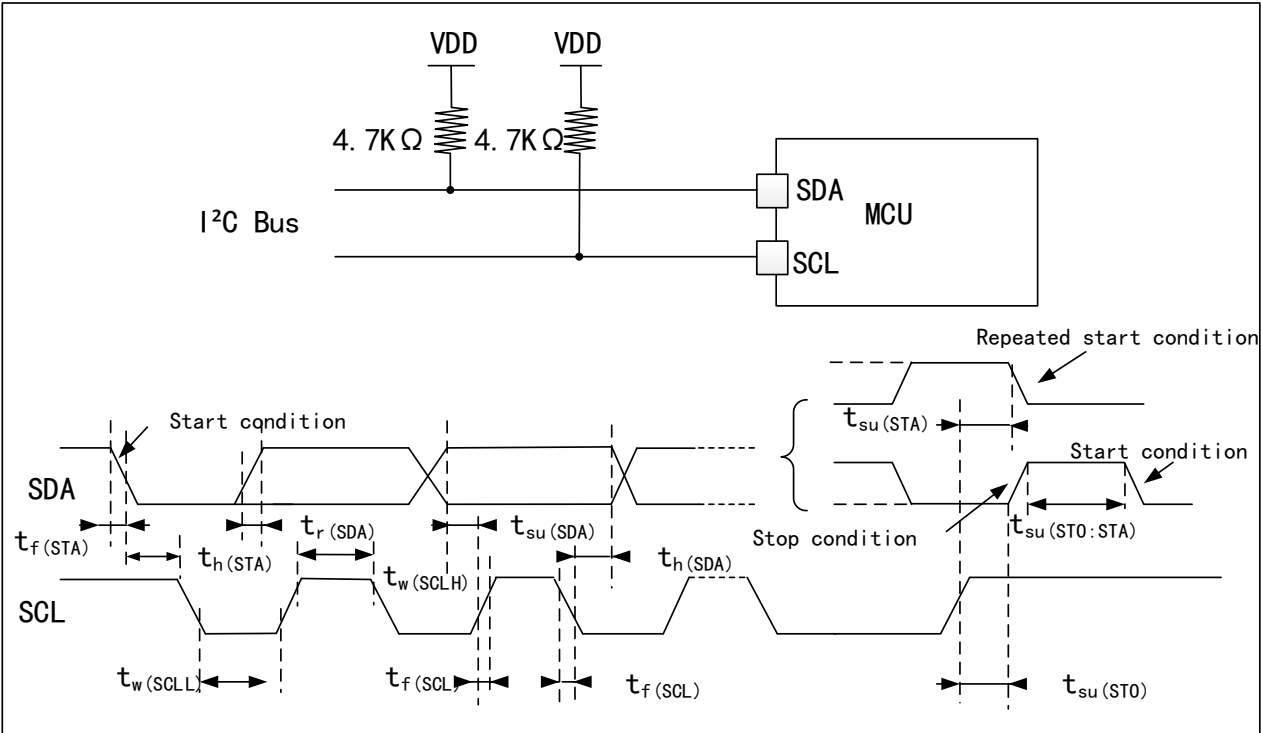 VDD VDD
4.7KΩ 4.7KΩ
SDA
MCU
I²C Bus
SCL
Repeated start condition
Start condition
tsu(STA)
Start condition
SDA
tf(STA)
th(STA)
tr(SDA)
tw(SCLH)
tsu(SDA)
th(SDA)
Stop condition
tsu(STO:STA)
SCL
tw(SCLL)
tf(SCL)
tf(SCL)
tsu(STO)